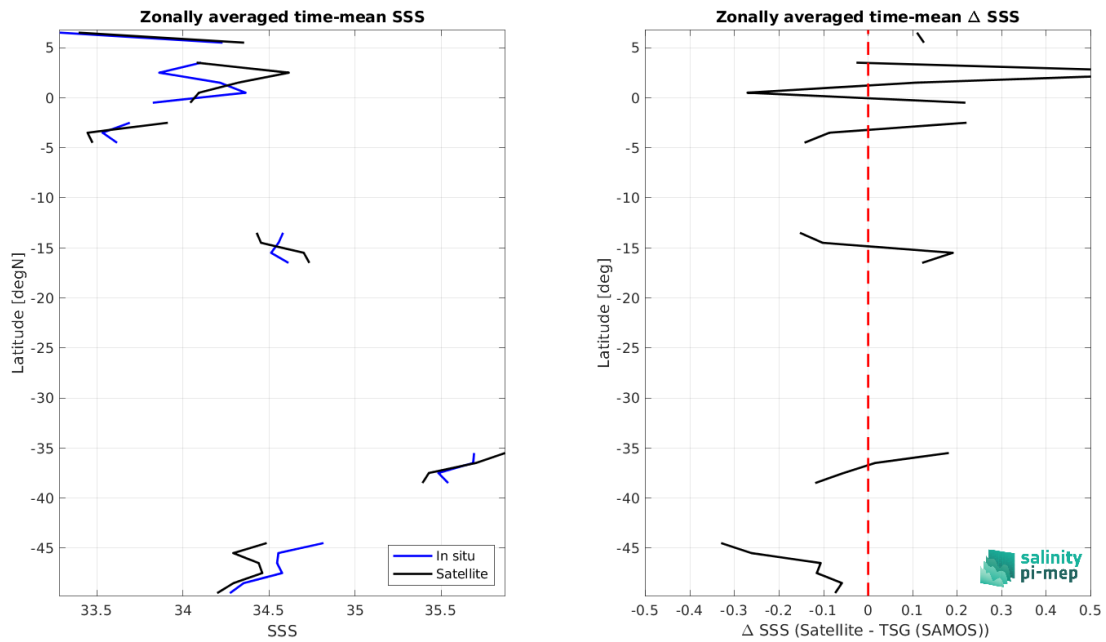 Zonally averaged time-mean SSS
Latitude [degN]
5
0
-5
-10
-15
-20
-25
-30
-35
-40
-45
33.5 34 34.5 35 35.5
SSS
In situ
Satellite
Zonally averaged time-mean Δ SSS
Latitude [deg]
5
0
-5
-10
-15
-20
-25
-30
-35
-40
-45
-0.5 -0.4 -0.3 -0.2 -0.1 0 0.1 0.2 0.3 0.4 0.5
Δ SSS (Satellite - TSG (SAMOS))
salinity
pi-mep